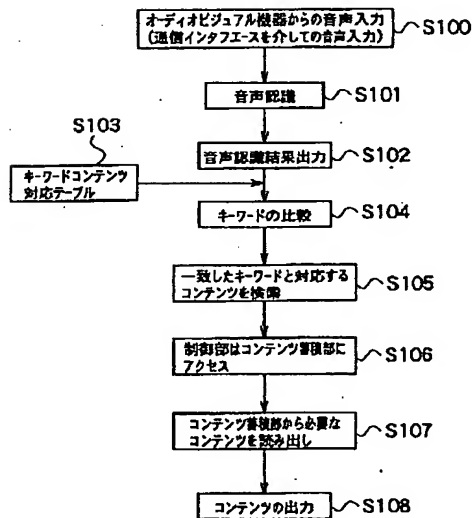 オーディオビジュアル機器からの音声入力
(通信インタフエースを介しての音声入力)
S100
音声認識
S101
S103
音声認識結果出力
S102
キーワードコンテンツ
対応テーブル
キーワードの比較
S104
一致したキーワードと対応する
コンテンツを検索
S105
制御部はコンテンツ蓄積部に
アクセス
S106
コンテンツ蓄積部から必要な
コンテンツを読み出し
S107
コンテンツの出力
S108